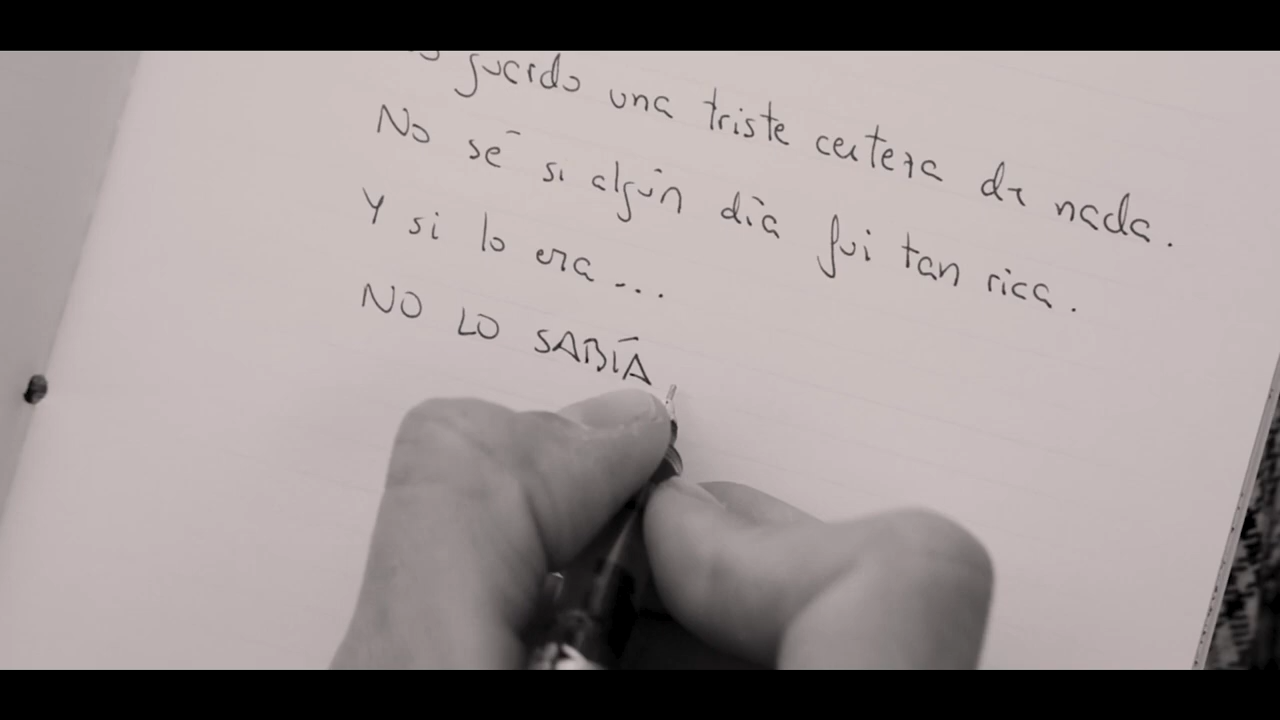 guardo una triste certeza de nada.
No sé si algún día fui tan rica.
Y si lo era...
NO LO SABÍA